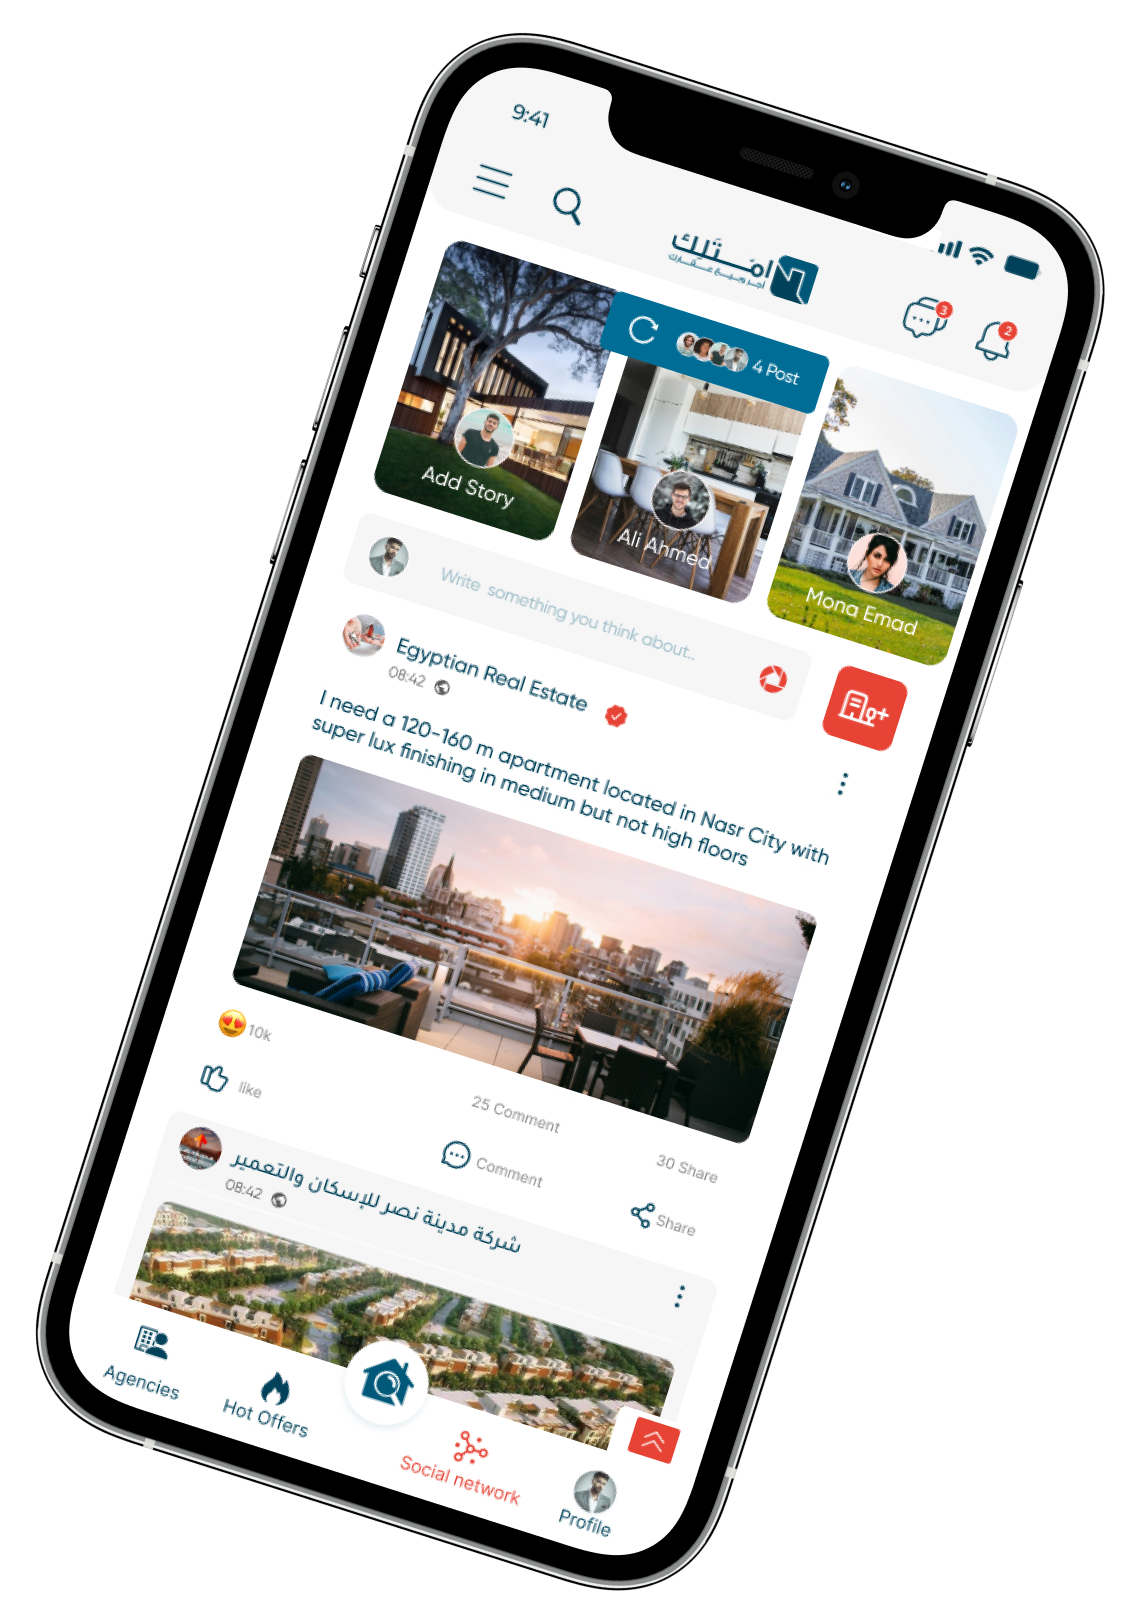 9:41
امتلك
اجر وبيع عقارك
3
2
4 Post
Add Story
Ali Ahmed
Mona Emad
Write something you think about..
Egyptian Real Estate
08:42
I need a 120-160 m apartment located in Nasr City with
super lux finishing in medium but not high floors
10k
25 Comment
30 Share
like
Comment
Share
شركة مدينة نصر للإسكان والتعمير
08:42
Agencies
Hot Offers
Social network
Profile